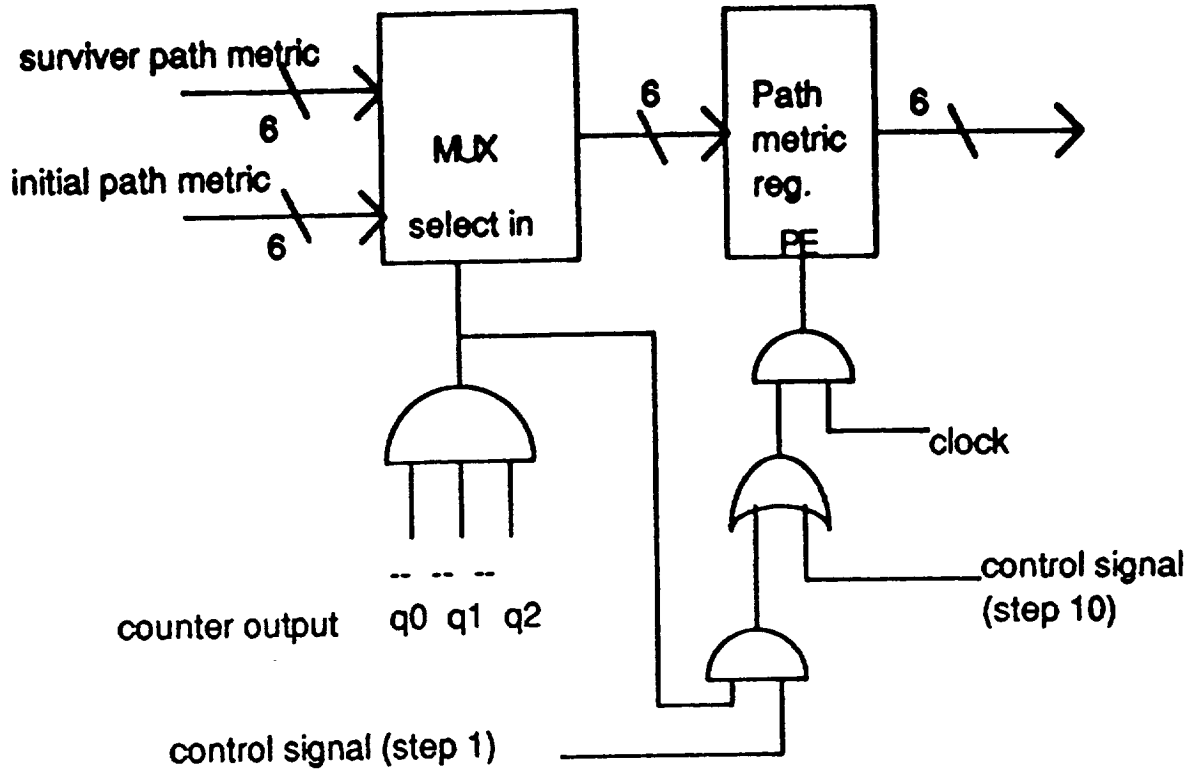 surviver path metric
6
initial path metric
6
MUX
select in
6
Path
metric
reg.
PE
6
clock
control signal
(step 10)
-- -- --
counter output q0 q1 q2
control signal (step 1)